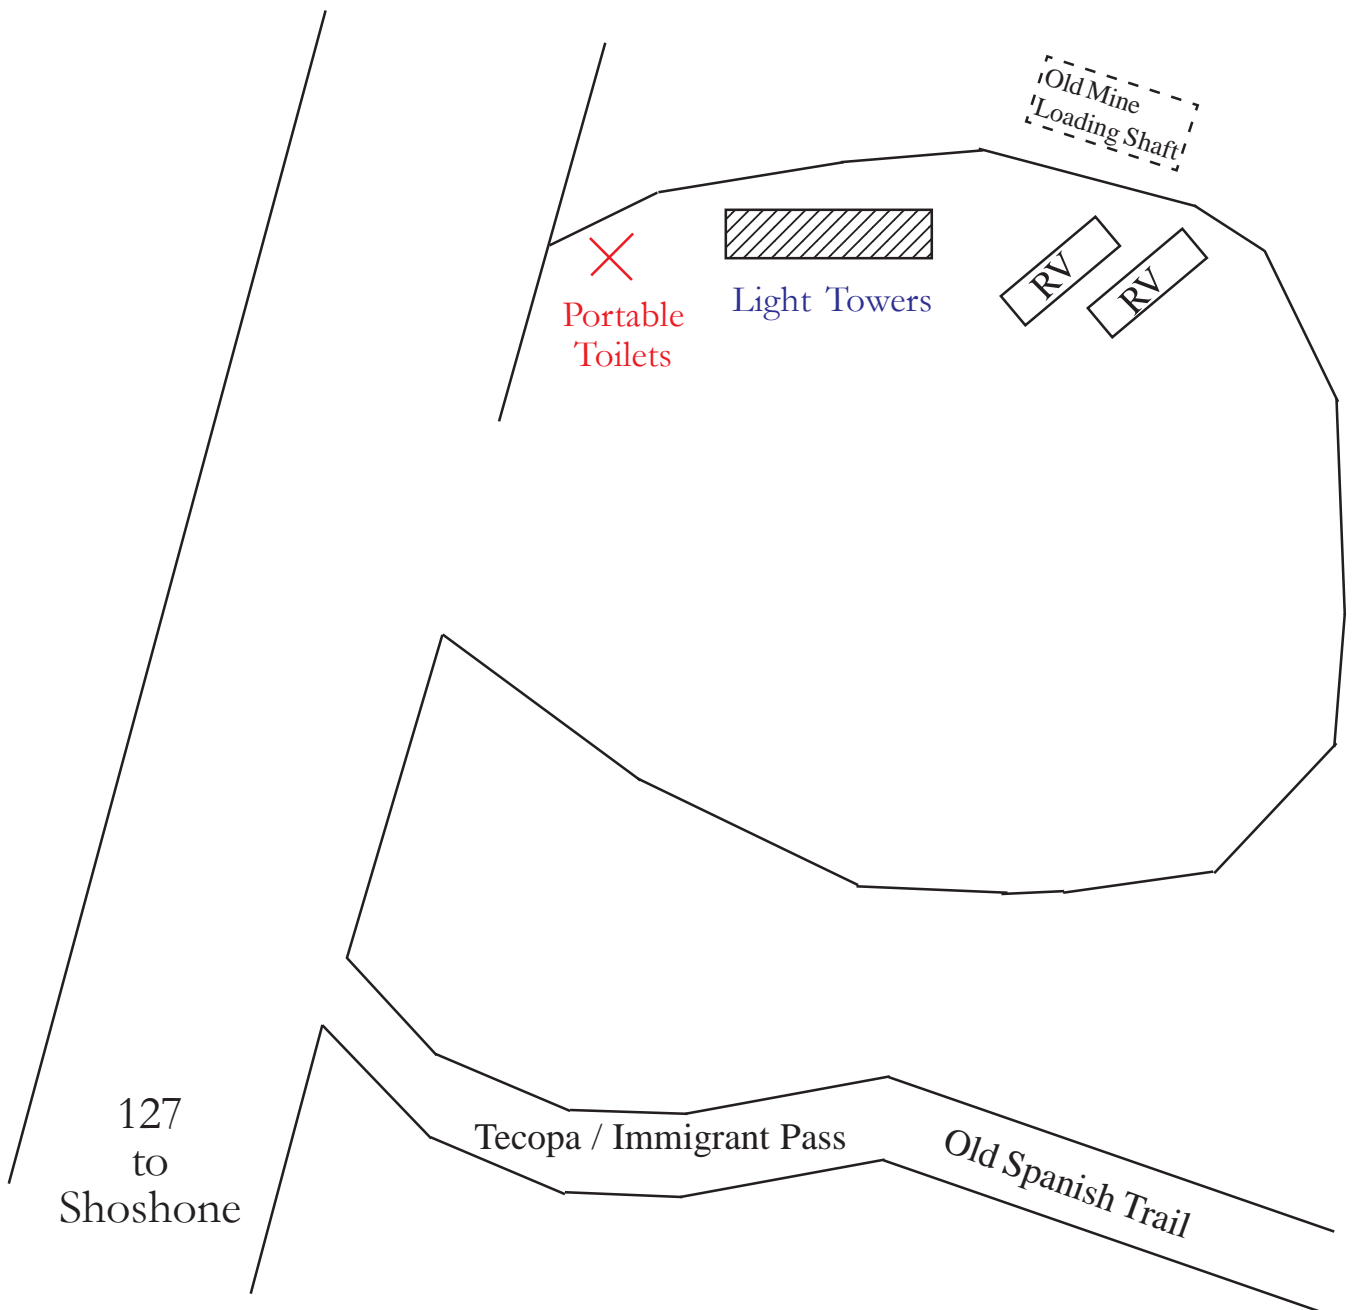 Old Mine
Loading Shaft
RV
RV
Light Towers
Portable
Toilets
127
to
Shoshone
Tecopa / Immigrant Pass
Old Spanish Trail